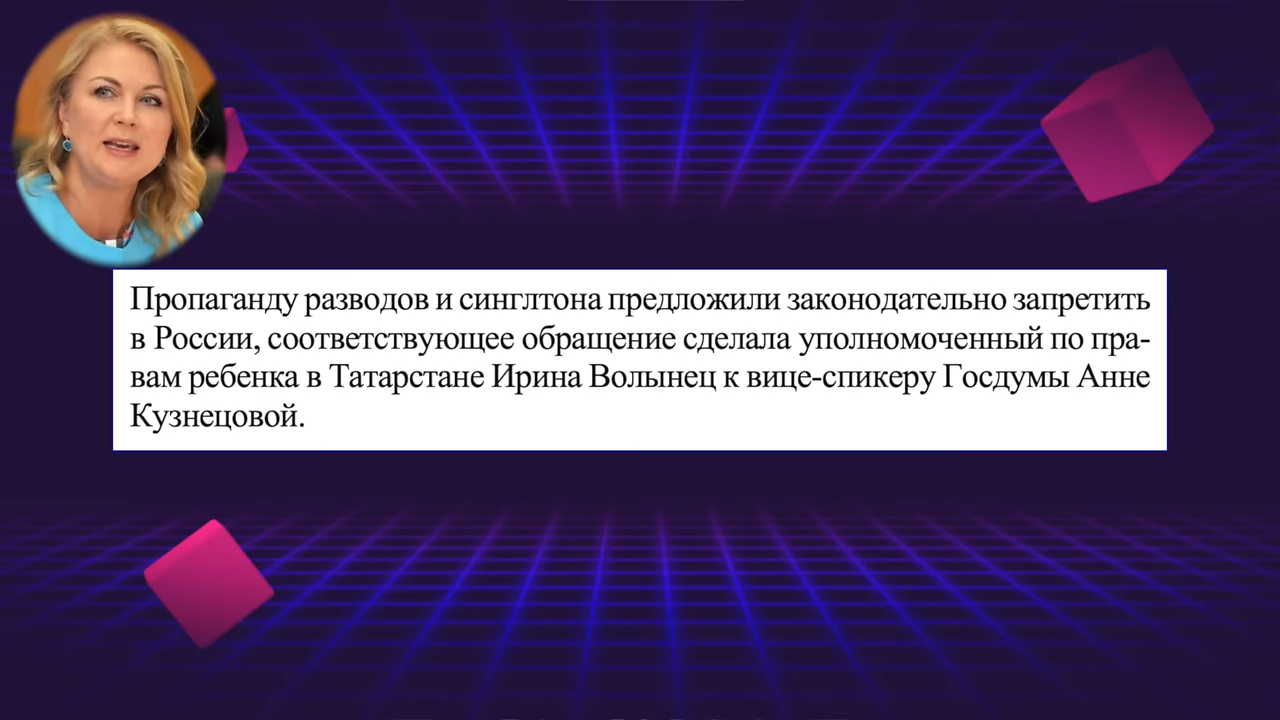 Пропаганду разводов и синглтона предложили законодательно запретить
в России, соответствующее обращение сделала уполномоченный по пра-
вам ребенка в Татарстане Ирина Волынец к вице-спикеру Госдумы Анне
Кузнецовой.